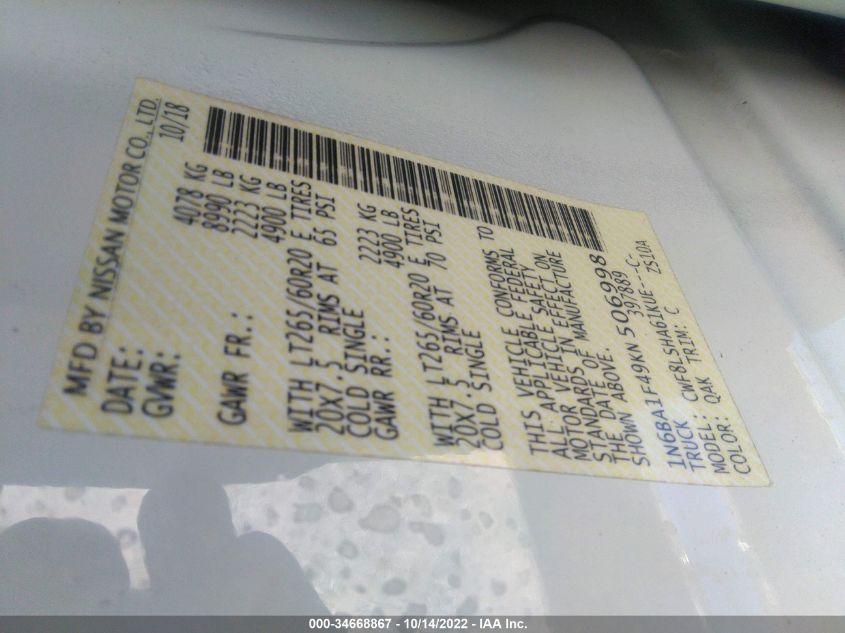 MFD BY NISSAN MOTOR CO., LTD.
DATE: 10/18
GVWR: 4078 KG
8990 LB
2223 KG
GAWR FR.: 4900 LB
WITH LT265/60R20 E TIRES
20X7.5 RIMS AT 65 PSI
COLD SINGLE
GAWR RR.: 2223 KG
4900 LB
WITH LT265/60R20 E TIRES
20X7.5 RIMS AT 70 PSI
COLD SINGLE
THIS VEHICLE CONFORMS TO
ALL APPLICABLE FEDERAL
MOTOR VEHICLE SAFETY
STANDARDS IN EFFECT ON
THE DATE OF MANUFACTURE
SHOWN ABOVE.
1N6BA1F49KN506998
TRUCK 397889
MODEL: CWF8LSHA61KUE---C-
COLOR: QAK TRIM: C ZS10A
000-34668867 - 10/14/2022 - IAA Inc.